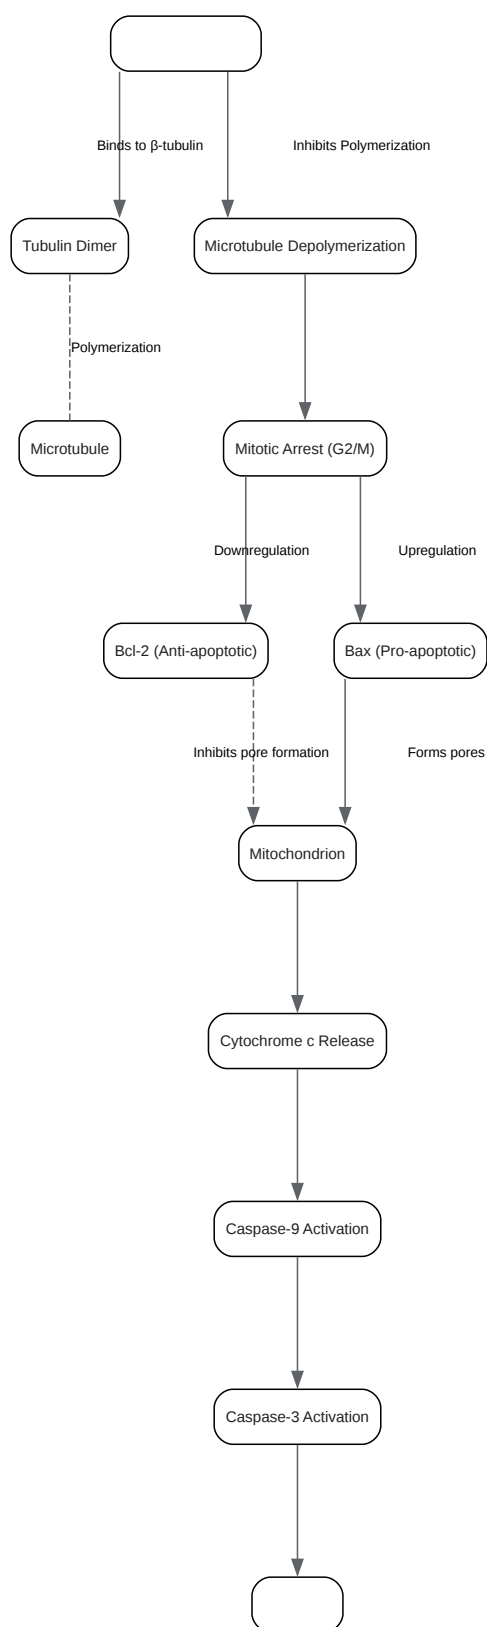 Binds to β-tubulin
Inhibits Polymerization
Tubulin Dimer
Microtubule Depolymerization
Polymerization
Microtubule
Mitotic Arrest (G2/M)
Downregulation
Upregulation
Bcl-2 (Anti-apoptotic)
Bax (Pro-apoptotic)
Inhibits pore formation
Forms pores
Mitochondrion
Cytochrome c Release
Caspase-9 Activation
Caspase-3 Activation